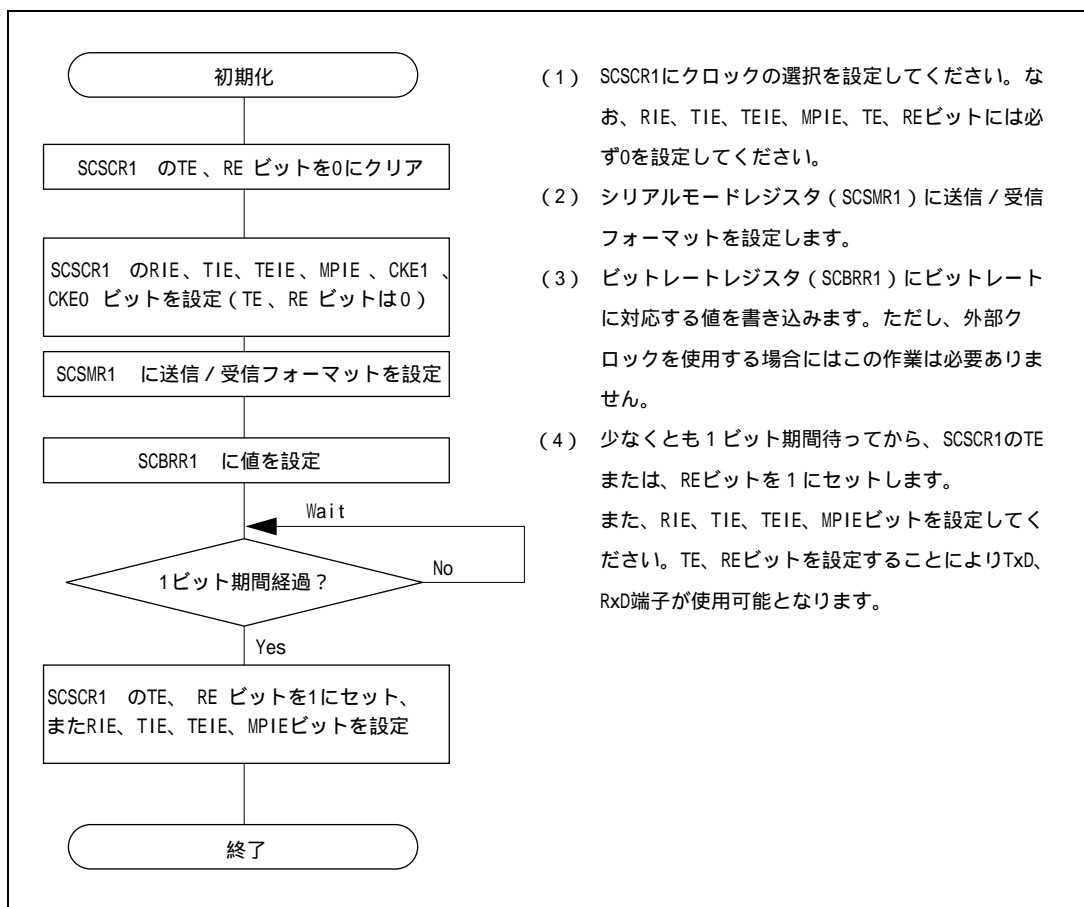 初期化
SCSCR1 のTE、RE ビットを0にクリア
SCSCR1 のRIE、TIE、TEIE、MPIE 、CKE1 、
CKE0 ビットを設定(TE、RE ビットは0)
SCSMR1 に送信/受信フォーマットを設定
SCBRR1 に値を設定
Wait
1ビット期間経過?
No
Yes
SCSCR1 のTE、 RE ビットを1にセット、
またRIE、TIE、TEIE、MPIEビットを設定
終了
(1) SCSCR1にクロックの選択を設定してください。な
お、RIE、TIE、TEIE、MPIE、TE、REビットには必
ず0を設定してください。
(2) シリアルモードレジスタ(SCSMR1)に送信/受信
フォーマットを設定します。
(3) ビットレートレジスタ(SCBRR1)にビットレート
に対応する値を書き込みます。ただし、外部ク
ロックを使用する場合にはこの作業は必要ありま
せん。
(4) 少なくとも1ビット期間待ってから、SCSCR1のTE
または、REビットを1にセットします。
また、RIE、TIE、TEIE、MPIEビットを設定してく
ださい。TE、REビットを設定することによりTxD、
RxD端子が使用可能となります。